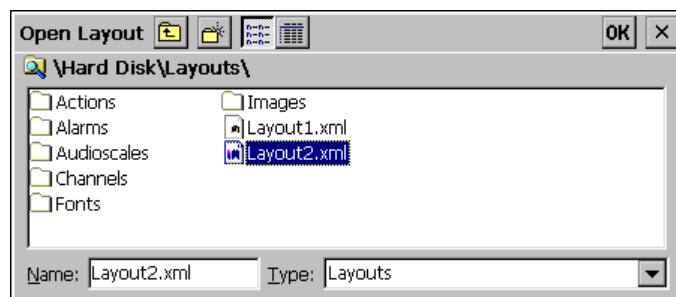 Open Layout OK
\Hard Disk\Layouts\
Actions Images
Alarms Layout1.xml
Audioscales Layout2.xml
Channels
Fonts
Name: Layout2.xml Type: Layouts